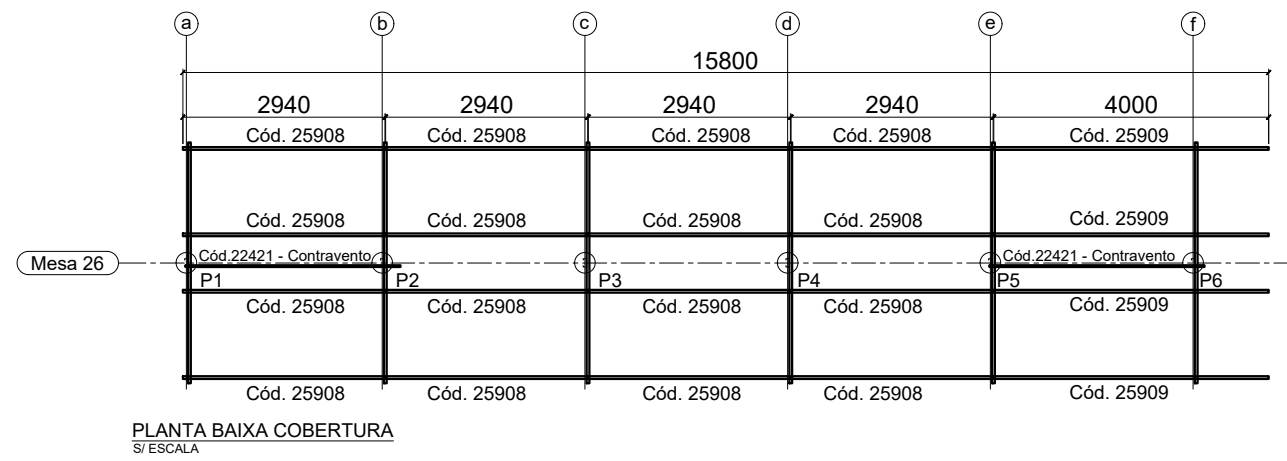 a b c d e f
15800
2940 2940 2940 2940 4000
Cód. 25908 Cód. 25908 Cód. 25908 Cód. 25908 Cód. 25909
Cód. 25908 Cód. 25908 Cód. 25908 Cód. 25908 Cód. 25909
Mesa 26 Cód.22421 - Contravento Cód.22421 - Contravento
P1 P2 P3 P4 P5 P6
Cód. 25908 Cód. 25908 Cód. 25908 Cód. 25908 Cód. 25909
Cód. 25908 Cód. 25908 Cód. 25908 Cód. 25908 Cód. 25909
PLANTA BAIXA COBERTURA
S/ ESCALA